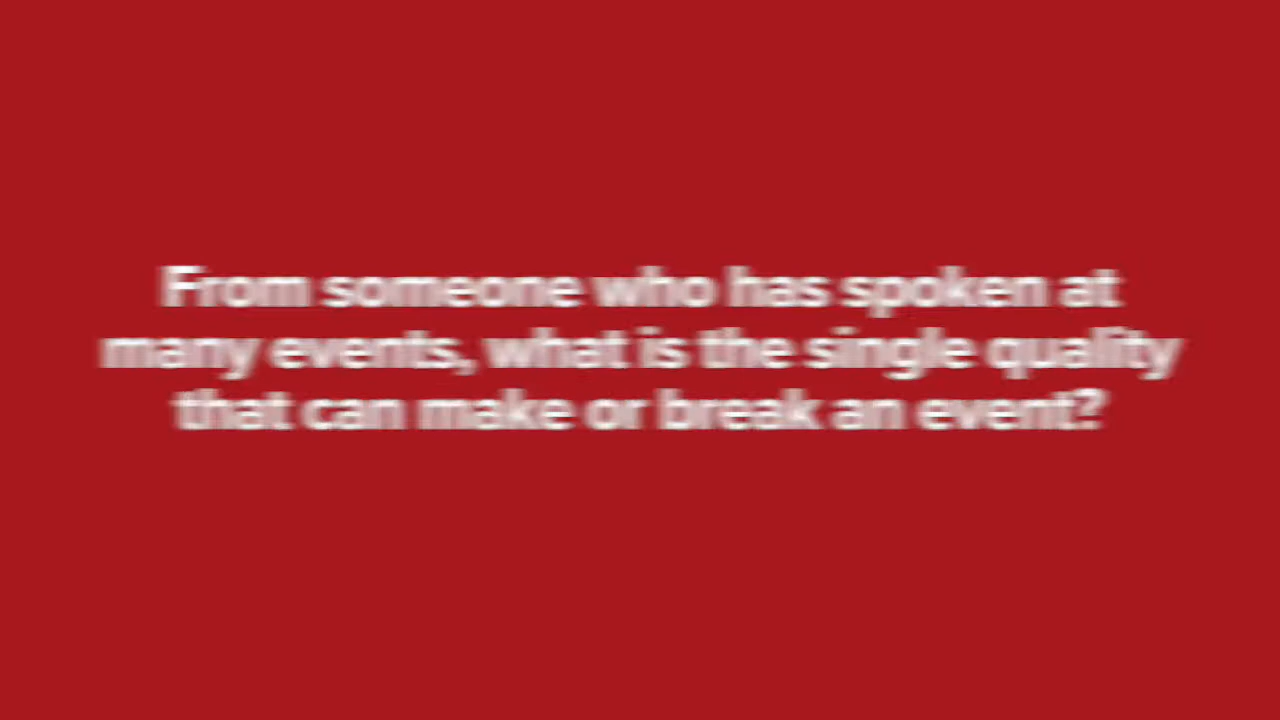 From someone who has spoken at
many events, what is the single quality
that can make or break an event?